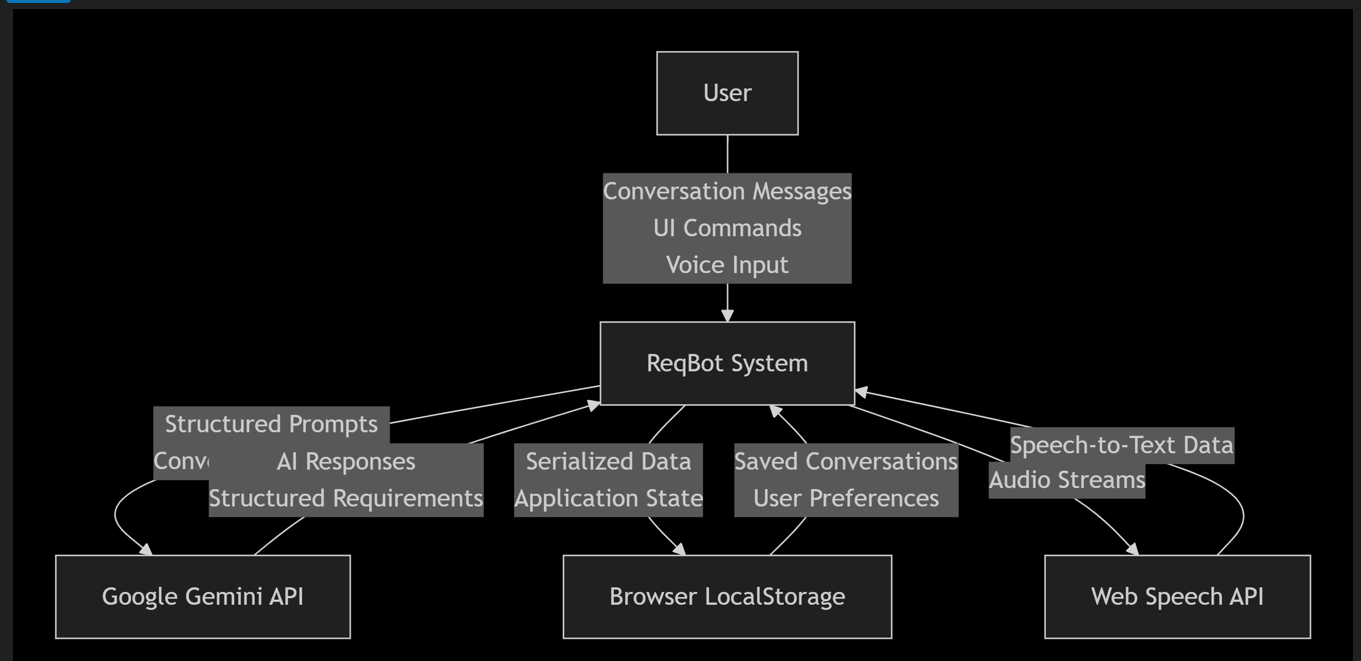 User
Conversation Messages
UI Commands
Voice Input
ReqBot System
Structured Prompts
AI Responses
Structured Requirements
Serialized Data
Application State
Saved Conversations
User Preferences
Speech-to-Text Data
Audio Streams
Google Gemini API
Browser LocalStorage
Web Speech API